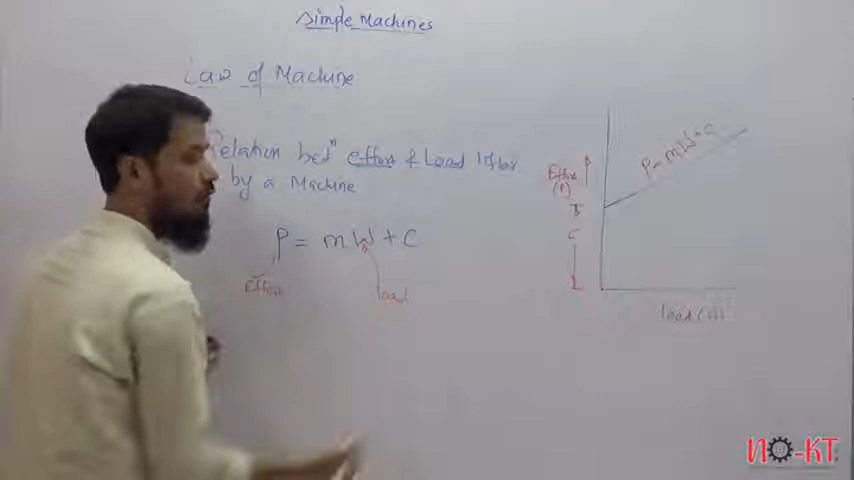 Simple Machines
Law of Machine
Relation betn effort & Load lifted
by a Machine
P = mW + C
Effort
load
P = mW + C
Effort
(P)
C
load (W)
NO-KT